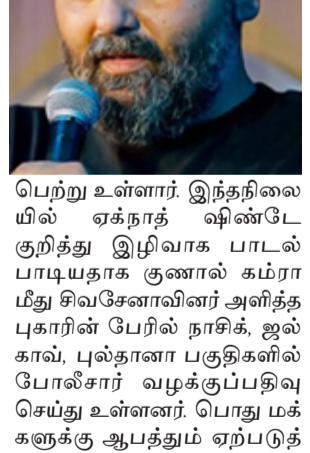 பெற்று உள்ளார். இந்தநிலை
யில் ஏக்நாத் ஷிண்டே
குறித்து இழிவாக பாடல்
பாடியதாக குணால் கம்ரா
மீது சிவசேனாவினர் அளித்த
புகாரின் பேரில் நாசிக், ஜல்
காவ், புல்தானா பகுதிகளில்
போலீசார் வழக்குப்பதிவு
செய்து உள்ளனர். பொது மக்
களுக்கு ஆபத்தும் ஏற்படுத்